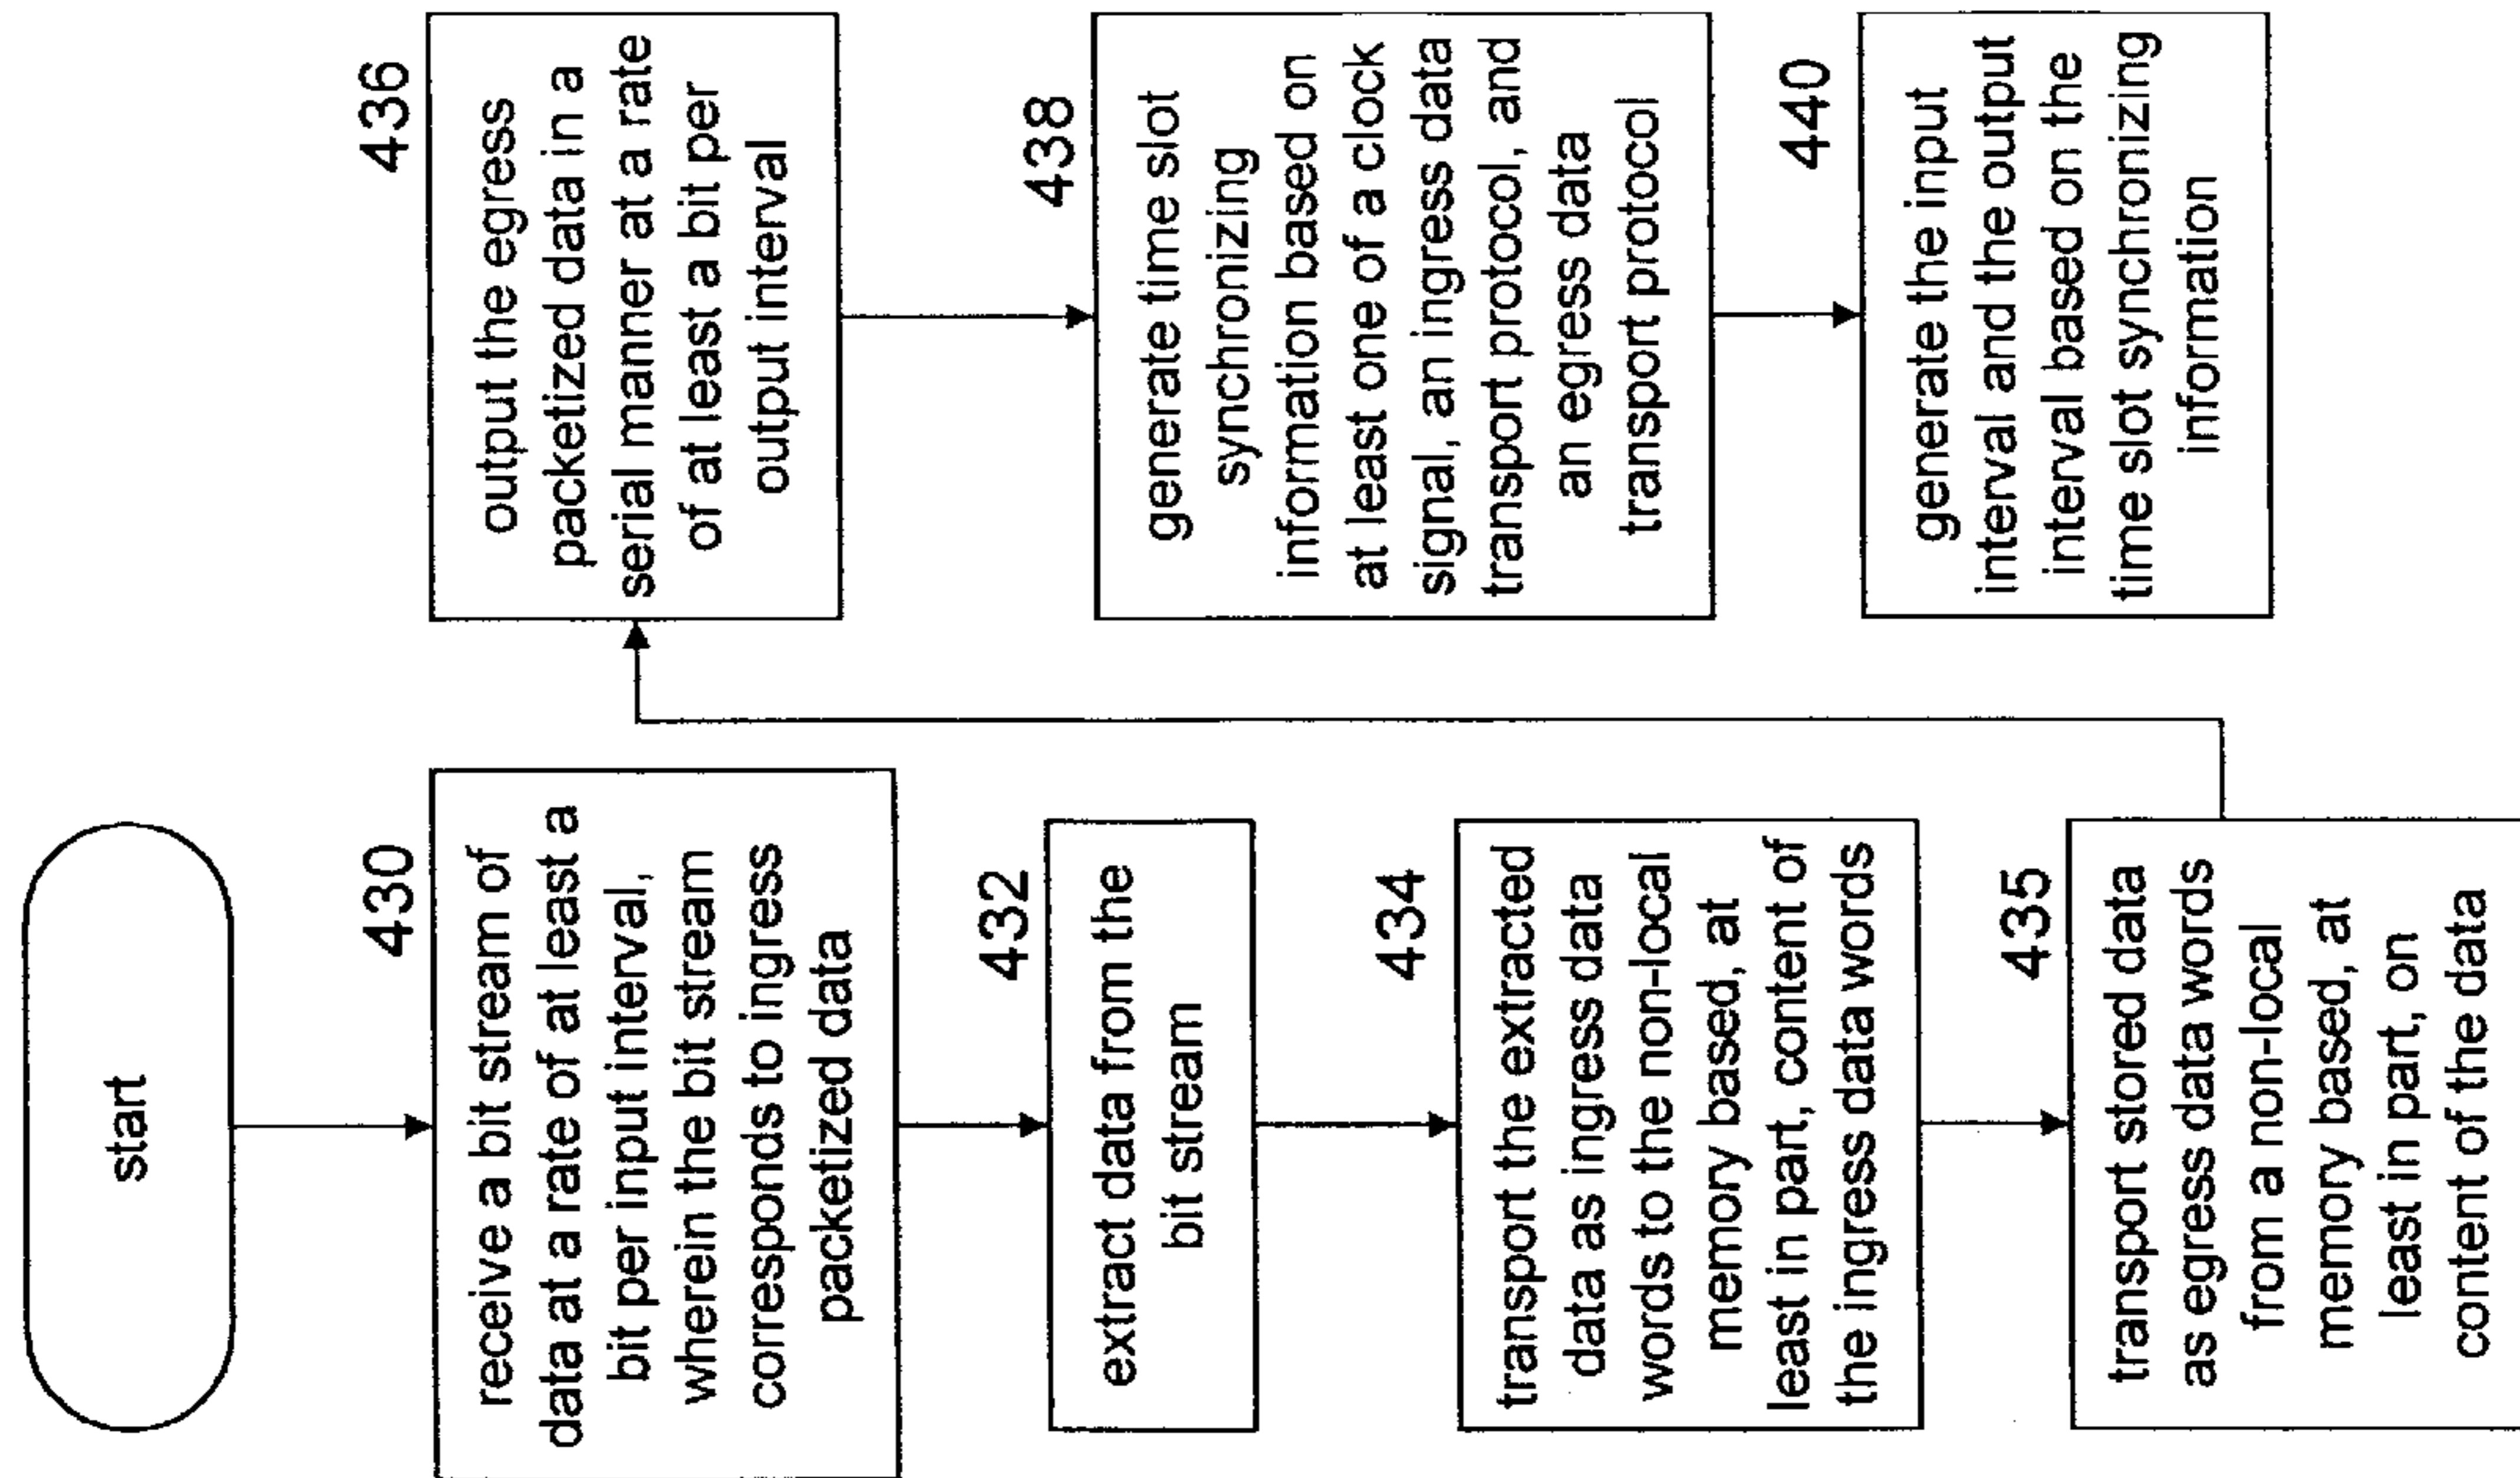 start
430
receive a bit stream of
data at a rate of at least a
bit per input interval,
wherein the bit stream
corresponds to ingress
packetized data
432
extract data from the
bit stream
434
transport the extracted
data as ingress data
words to the non-local
memory based, at
least in part, content of
the ingress data words
435
transport stored data
as egress data words
from a non-local
memory based, at
least in part, on
content of the data
436
output the egress
packetized data in a
serial manner at a rate
of at least a bit per
output interval
438
generate time slot
synchronizing
information based on
at least one of a clock
signal, an ingress data
transport protocol, and
an egress data
transport protocol
440
generate the input
interval and the output
interval based on the
time slot synchronizing
information